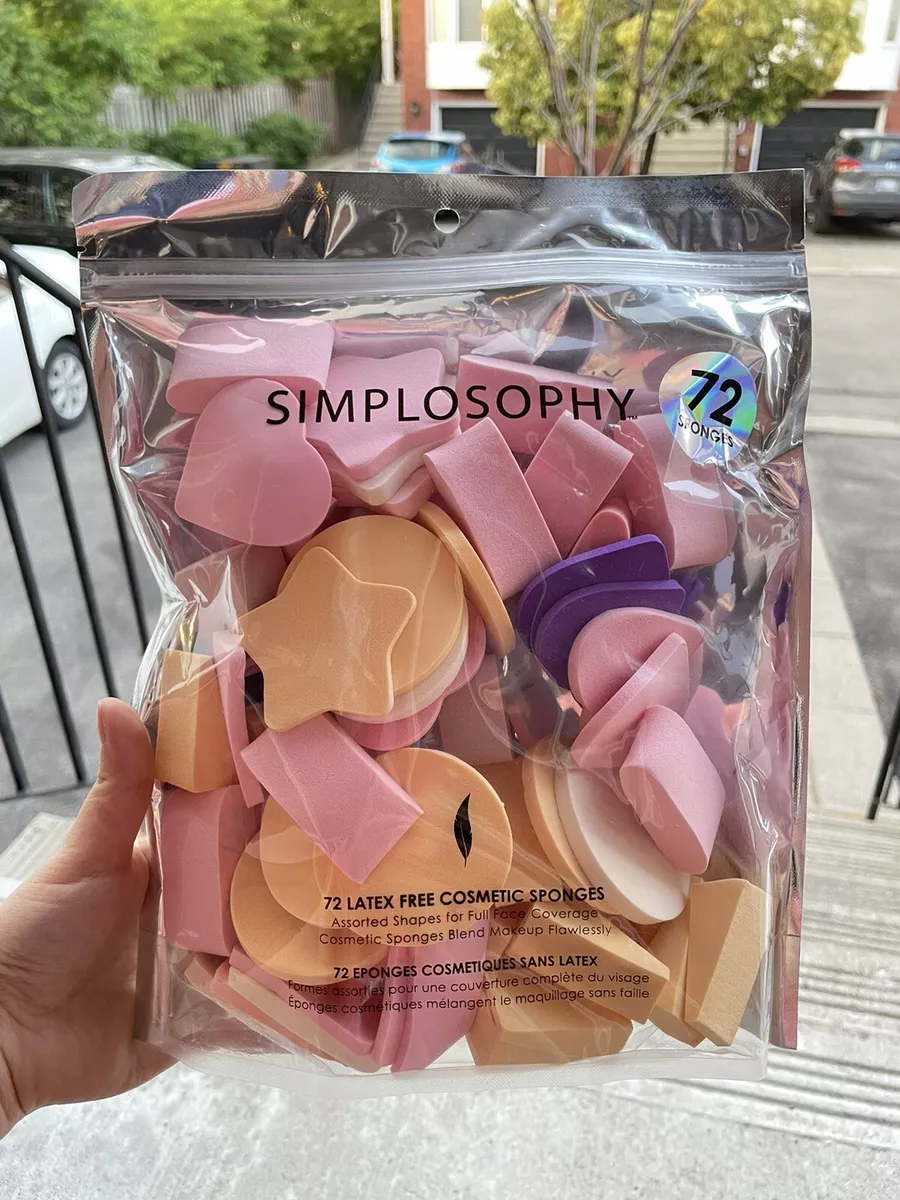 SIMPLOSOPHY™
72
SPONGES
72 LATEX FREE COSMETIC SPONGES
Assorted Shapes for Full Face Coverage
Cosmetic Sponges Blend Makeup Flawlessly
72 EPONGES COSMETIQUES SANS LATEX
Formes assorties pour une couverture complète du visage
Éponges cosmétiques mélangent le maquillage sans faille